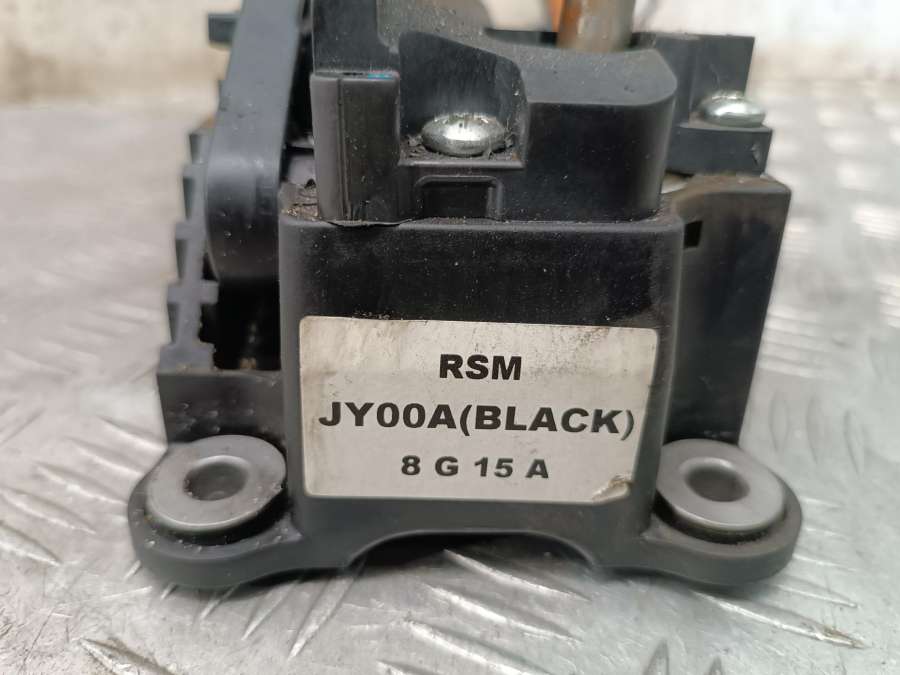 RSM
JY00A(BLACK)
8 G 15 A